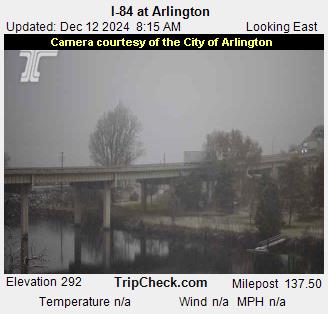 I-84 at Arlington
Updated: Dec 12 2024 8:15 AM Looking East
Camera courtesy of the City of Arlington
Elevation 292 TripCheck.com Milepost 137.50
Temperature n/a Wind n/a MPH n/a